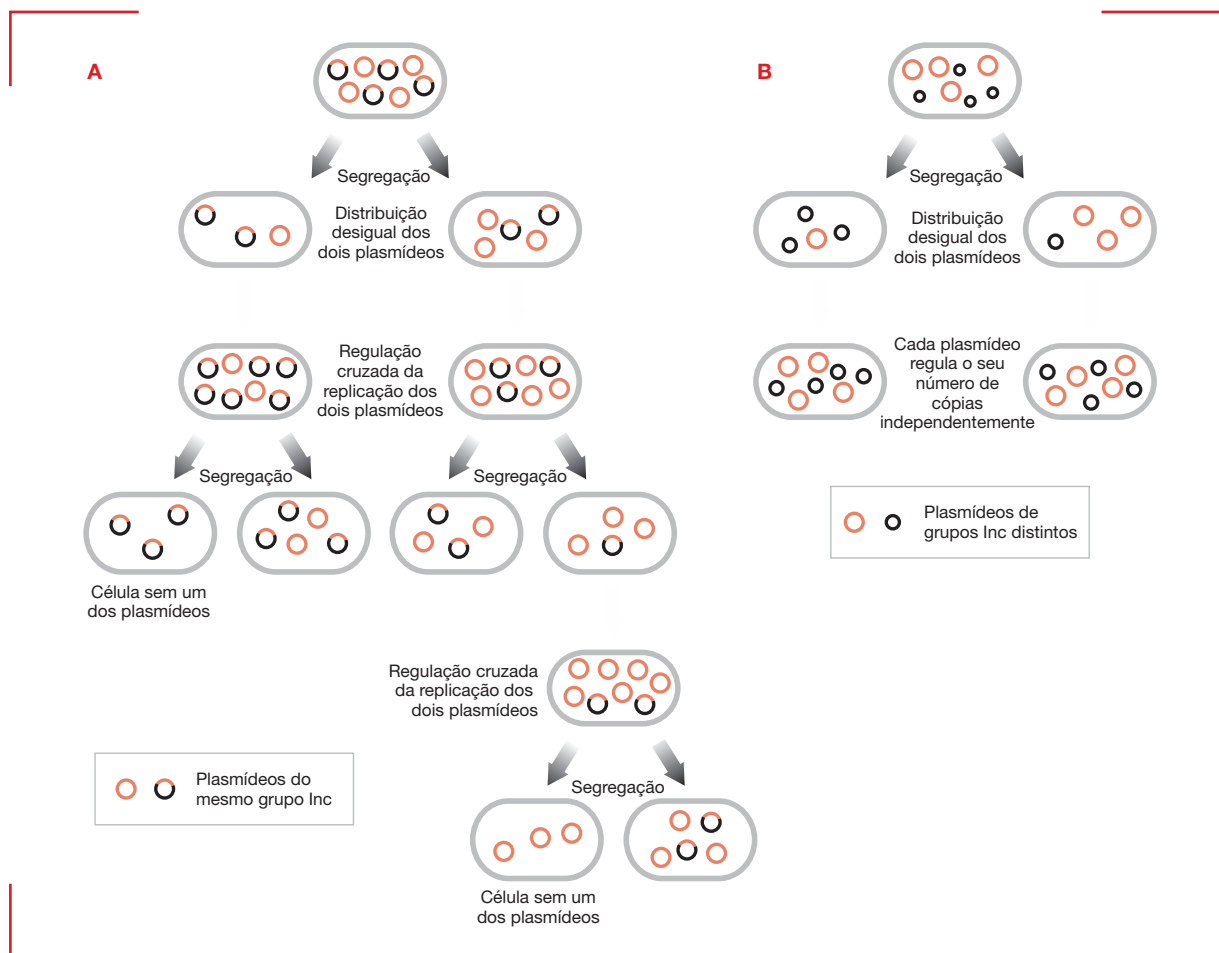 A
Segregação
Distribuição
desigual dos
dois plasmídeos
Regulação
cruzada da
replicação dos
dois plasmídeos
Segregação
Segregação
Célula sem um
dos plasmídeos
Regulação cruzada
da replicação dos
dois plasmídeos
Plasmídeos do
mesmo grupo Inc
Segregação
Célula sem um
dos plasmídeos
B
Segregação
Distribuição
desigual dos
dois plasmídeos
Cada plasmídeo
regula o seu
número de
cópias
independentemente
Plasmídeos de
grupos Inc distintos